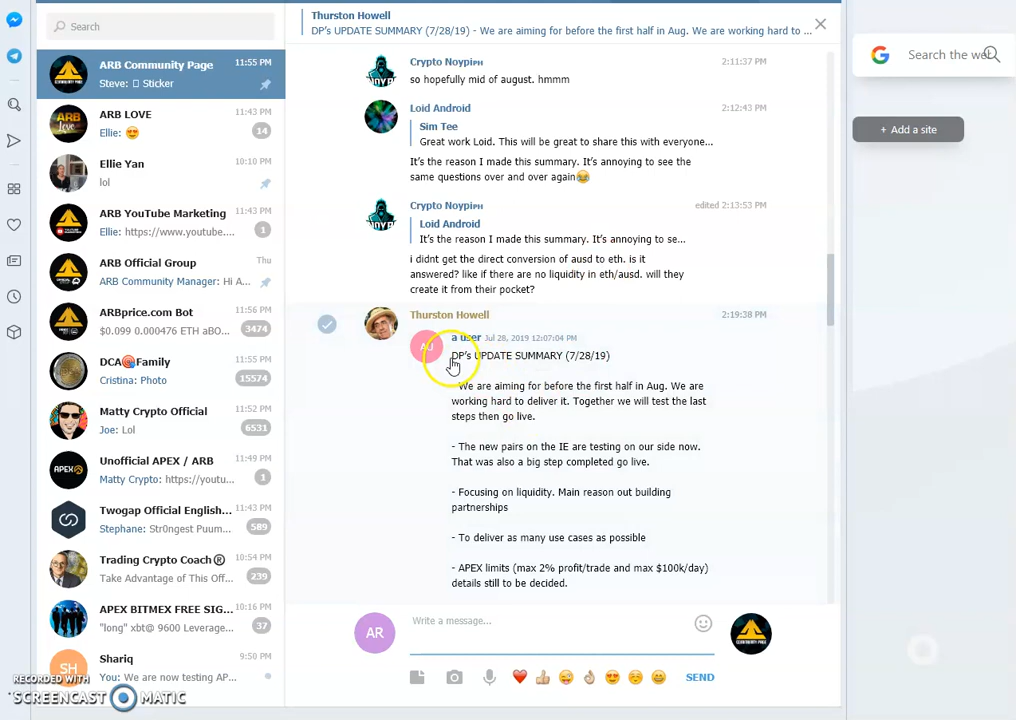 Search
ARB Community Page 11:55 PM
Steve: Sticker
ARB LOVE 11:43 PM
Ellie: 😍 14
Ellie Yan 10:10 PM
lol
ARB YouTube Marketing 11:43 PM
Ellie: https://www.youtube.... 1
ARB Official Group Thu
ARB Community Manager: Hi A...
ARBprice.com Bot 11:56 PM
$0.099 0.000476 ETH aBO... 3474
DCA🎯Family 11:53 PM
Cristina: Photo 15574
Matty Crypto Official 11:52 PM
Joe: Lol 6531
Unofficial APEX / ARB 11:49 PM
Matty Crypto: https://youtu... 1
Twogap Official English... 11:43 PM
Stephane: Str0ngest Puum... 589
Trading Crypto Coach® 10:54 PM
Take Advantage of This Off... 239
APEX BITMEX FREE SIG... 10:16 PM
"long" xbt@ 9600 Leverage... 37
SH
Shariq 9:50 PM
You: We are now testing AP...
RECORDED WITH
SCREENCAST MATIC
Thurston Howell
DP's UPDATE SUMMARY (7/28/19) - We are aiming for before the first half in Aug. We are working hard to ...
Crypto Noypi🇵🇭 2:11:37 PM
so hopefully mid of august. hmmm
Loid Android 2:12:43 PM
Sim Tee
Great work Loid. This will be great to share this with everyone...
It's the reason I made this summary. It's annoying to see the
same questions over and over again😂
Crypto Noypi🇵🇭 edited 2:13:53 PM
Loid Android
It's the reason I made this summary. It's annoying to se...
i didnt get the direct conversion of ausd to eth. is it
answered? like if there are no liquidity in eth/ausd. will they
create it from their pocket?
Thurston Howell 2:19:38 PM
AU
a user Jul 28, 2019 12:07:04 PM
DP's UPDATE SUMMARY (7/28/19)
- We are aiming for before the first half in Aug. We are
working hard to deliver it. Together we will test the last
steps then go live.
- The new pairs on the IE are testing on our side now.
That was also a big step completed go live.
- Focusing on liquidity. Main reason out building
partnerships
- To deliver as many use cases as possible
- APEX limits (max 2% profit/trade and max $100k/day)
details still to be decided.
AR
Write a message...
SEND
Search the we
+ Add a site